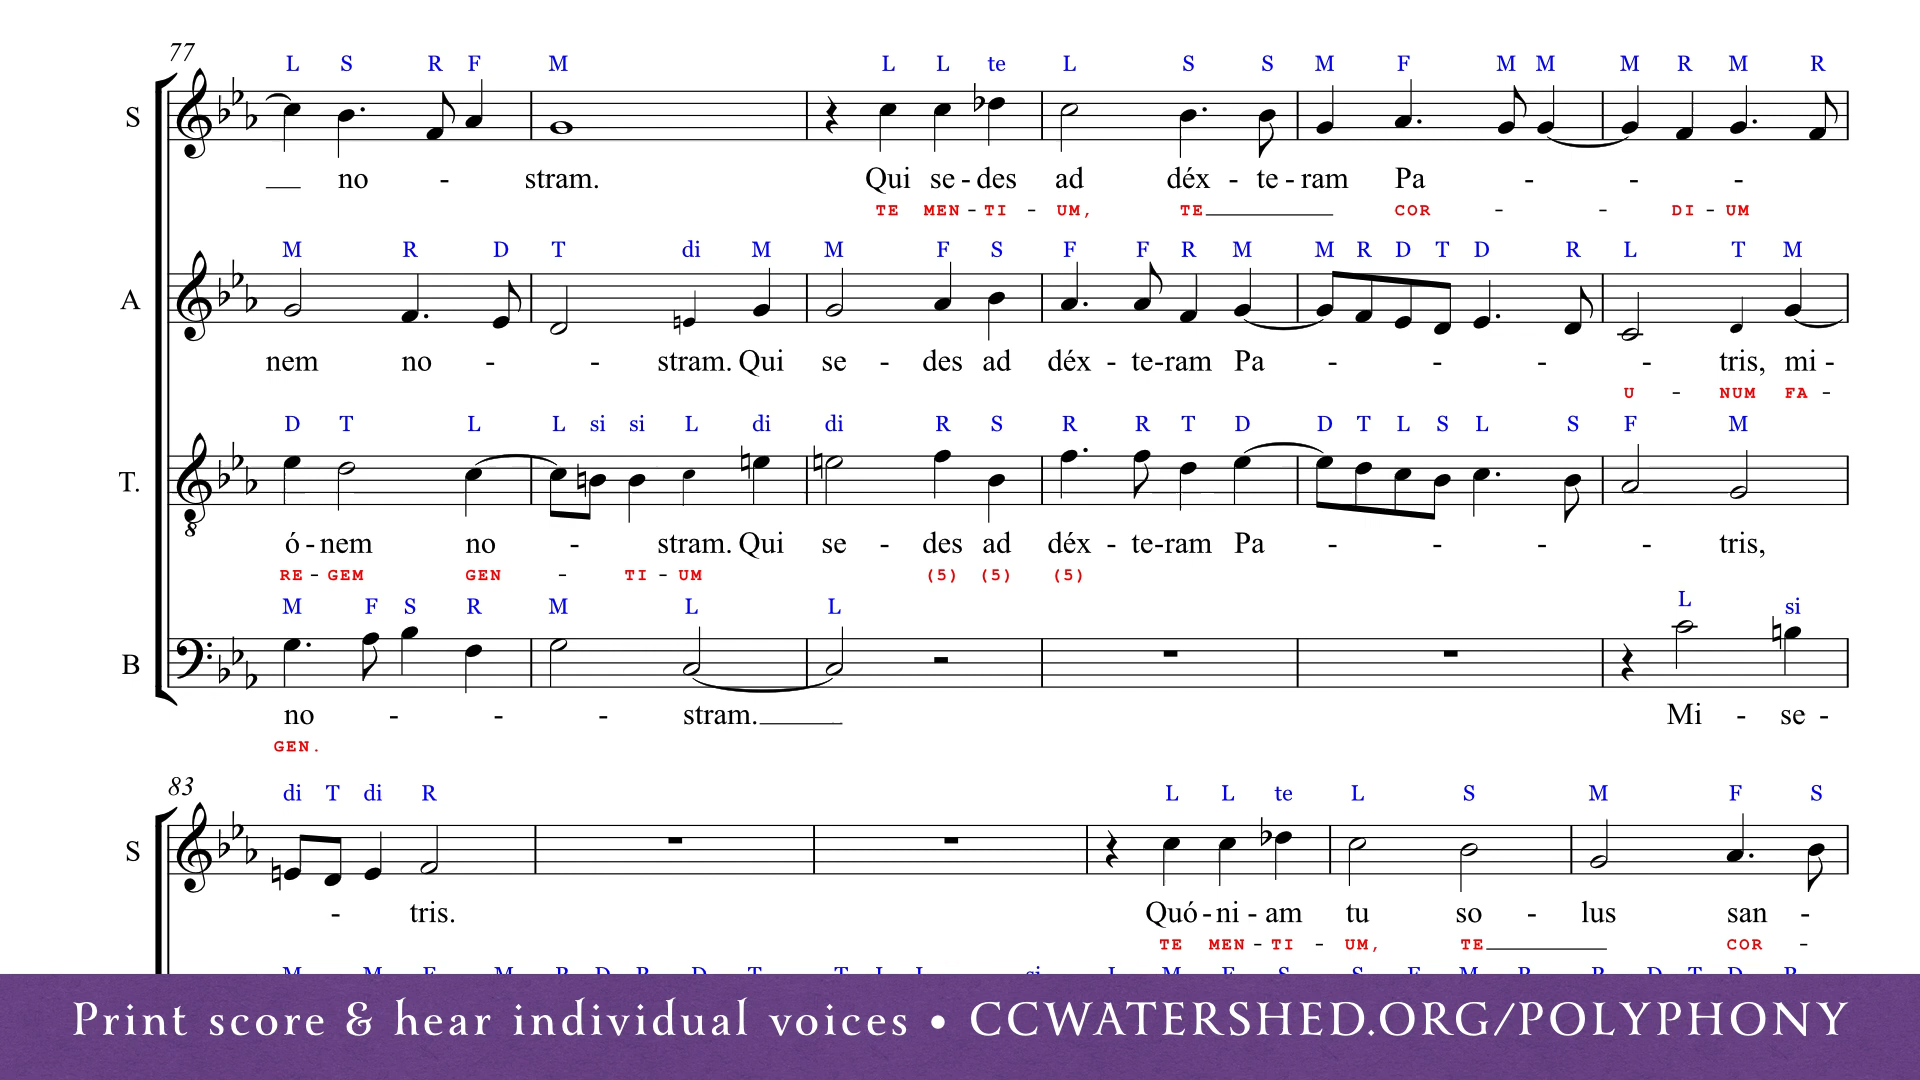 77
L S R F M L L te L S S M F M M M R M R
S
no - stram. Qui se - des ad déx - te - ram Pa - - -
TE MEN - TI - UM, TE COR - - DI - UM
M R D T di M M F S F F R M M R D T D R L T M
A
nem no - - stram. Qui se - des ad déx - te - ram Pa - - - - tris, mi -
U - NUM FA -
D T L L si si L di di R S R R T D D T L S L S F M
T.
8
ó - nem no - stram. Qui se - des ad déx - te - ram Pa - - - - tris,
RE - GEM GEN - TI - UM (5) (5) (5)
M F S R M L L L si
B
no - - - stram. Mi - se -
GEN.
83
di T di R L L te L S M F S
S
- tris. Quó - ni - am tu so - lus san -
TE MEN - TI - UM, TE COR -
Print score & hear individual voices • CCWATERSHED.ORG/POLYPHONY